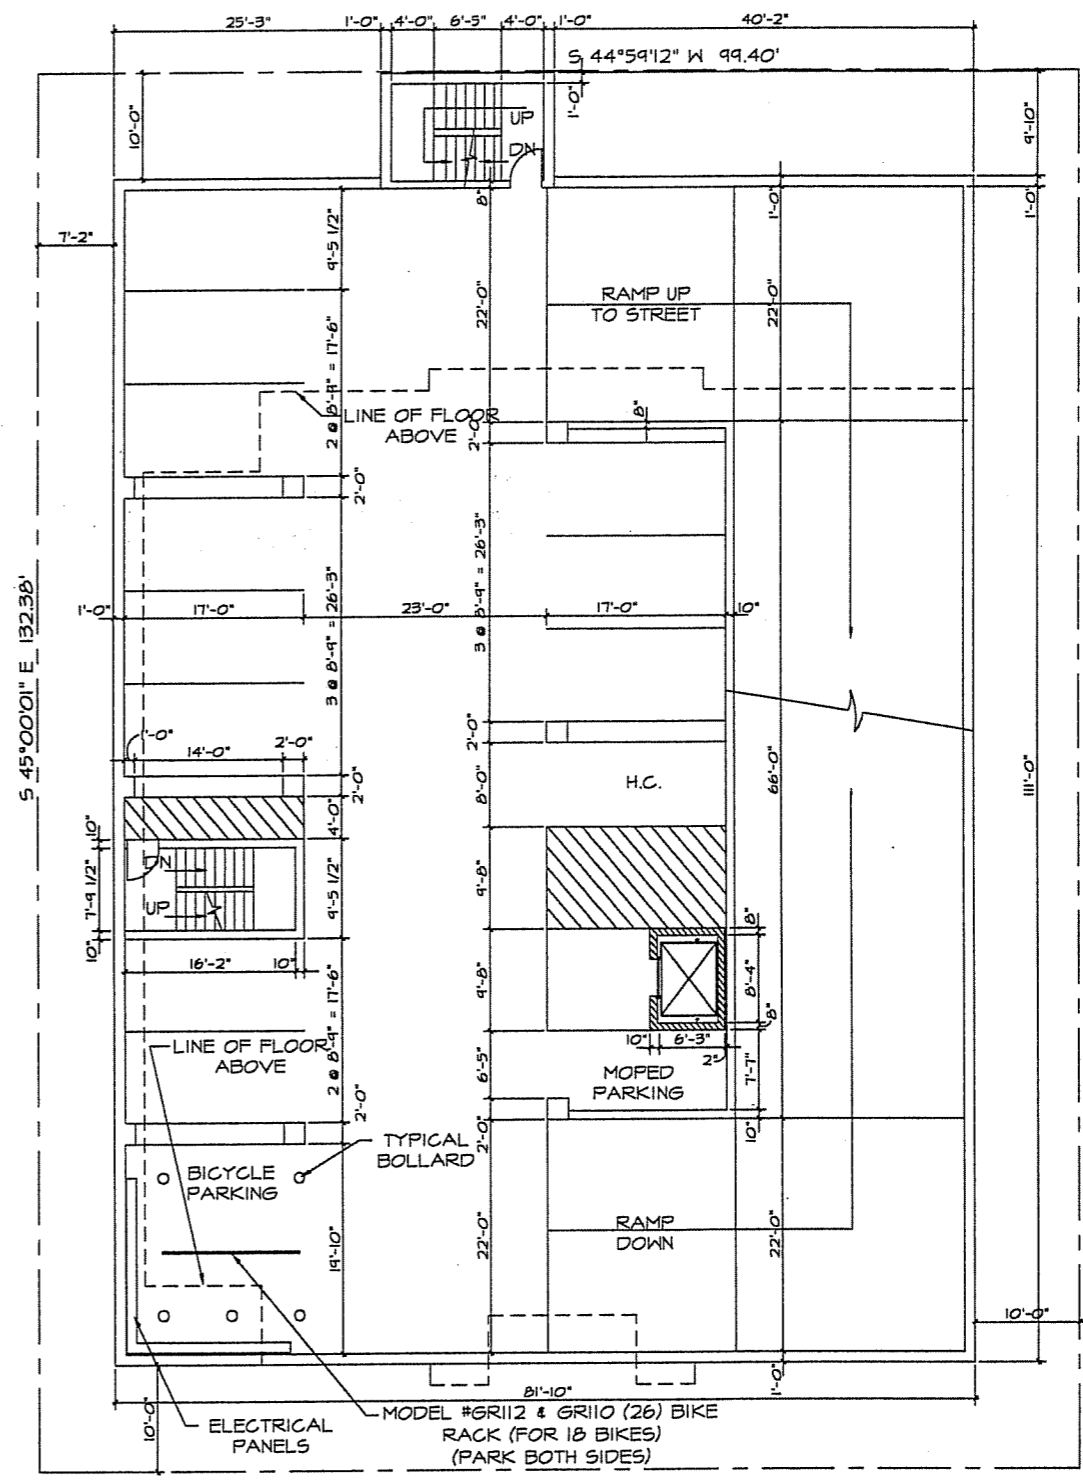 25'-3" 1'-0" 4'-0" 6'-5" 4'-0" 1'-0" 40'-2"
S 44°59'12" W 99.40'
10'-0"
UP
DN
1'-0"
9'-10"
7'-2"
9'-5 1/2"
8"
1'-0"
1'-0"
22'-0"
RAMP UP
TO STREET
22'-0"
2 @ 8'-9" = 17'-6"
LINE OF FLOOR
ABOVE
2'-0"
8"
2'-0"
S 45°00'01" E 132.38'
1'-0" 17'-0" 23'-0" 17'-0" 10"
3 @ 8'-9" = 26'-3"
3 @ 8'-9" = 26'-3"
1'-0" 14'-0" 2'-0"
2'-0"
2'-0"
8'-0"
H.C.
66'-0"
111'-0"
10"
4'-0"
DN
UP
7'-9 1/2"
9'-5 1/2"
9'-8"
8"
10"
16'-2" 10"
9'-8"
8'-4"
8"
2 @ 8'-9" = 17'-6"
LINE OF FLOOR
ABOVE
6'-5"
10" 6'-3"
2"
7'-7"
MOPED
PARKING
2'-0"
2'-0"
10"
TYPICAL
BOLLARD
BICYCLE
PARKING
19'-10"
22'-0"
RAMP
DOWN
22'-0"
10'-0"
81'-10"
1'-0"
10'-0"
ELECTRICAL
PANELS
MODEL #GR112 & GR110 (26) BIKE
RACK (FOR 18 BIKES)
(PARK BOTH SIDES)